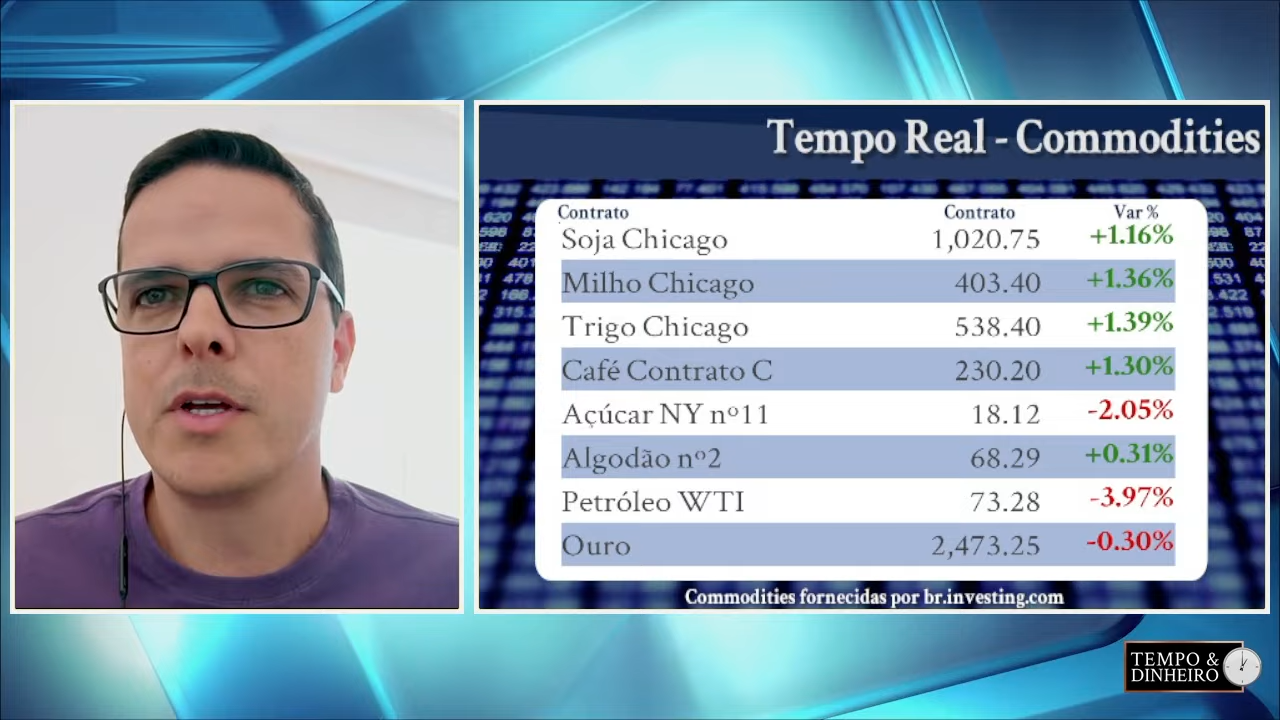 Tempo Real - Commodities
Contrato Contrato Var %
Soja Chicago 1,020.75 +1.16%
Milho Chicago 403.40 +1.36%
Trigo Chicago 538.40 +1.39%
Café Contrato C 230.20 +1.30%
Açúcar NY nº11 18.12 -2.05%
Algodão nº2 68.29 +0.31%
Petróleo WTI 73.28 -3.97%
Ouro 2,473.25 -0.30%
Commodities fornecidas por br.investing.com
TEMPO &
DINHEIRO